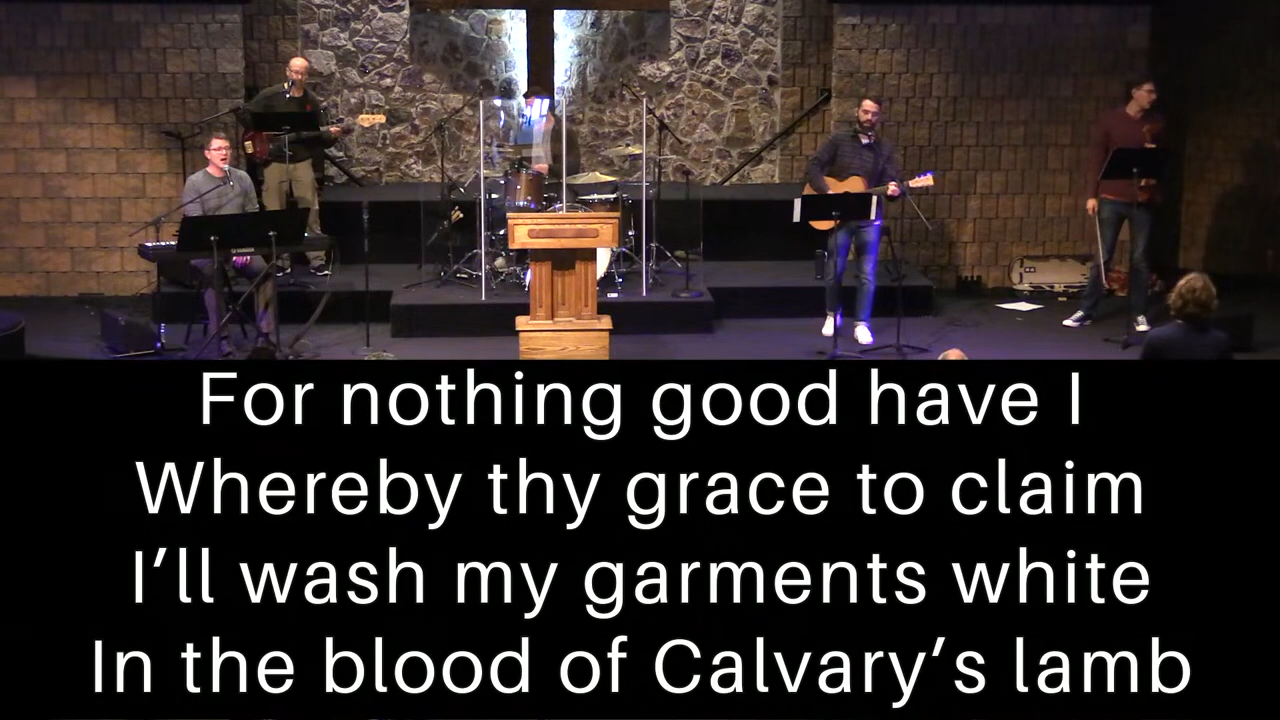 For nothing good have I
Whereby thy grace to claim
I’ll wash my garments white
In the blood of Calvary’s lamb